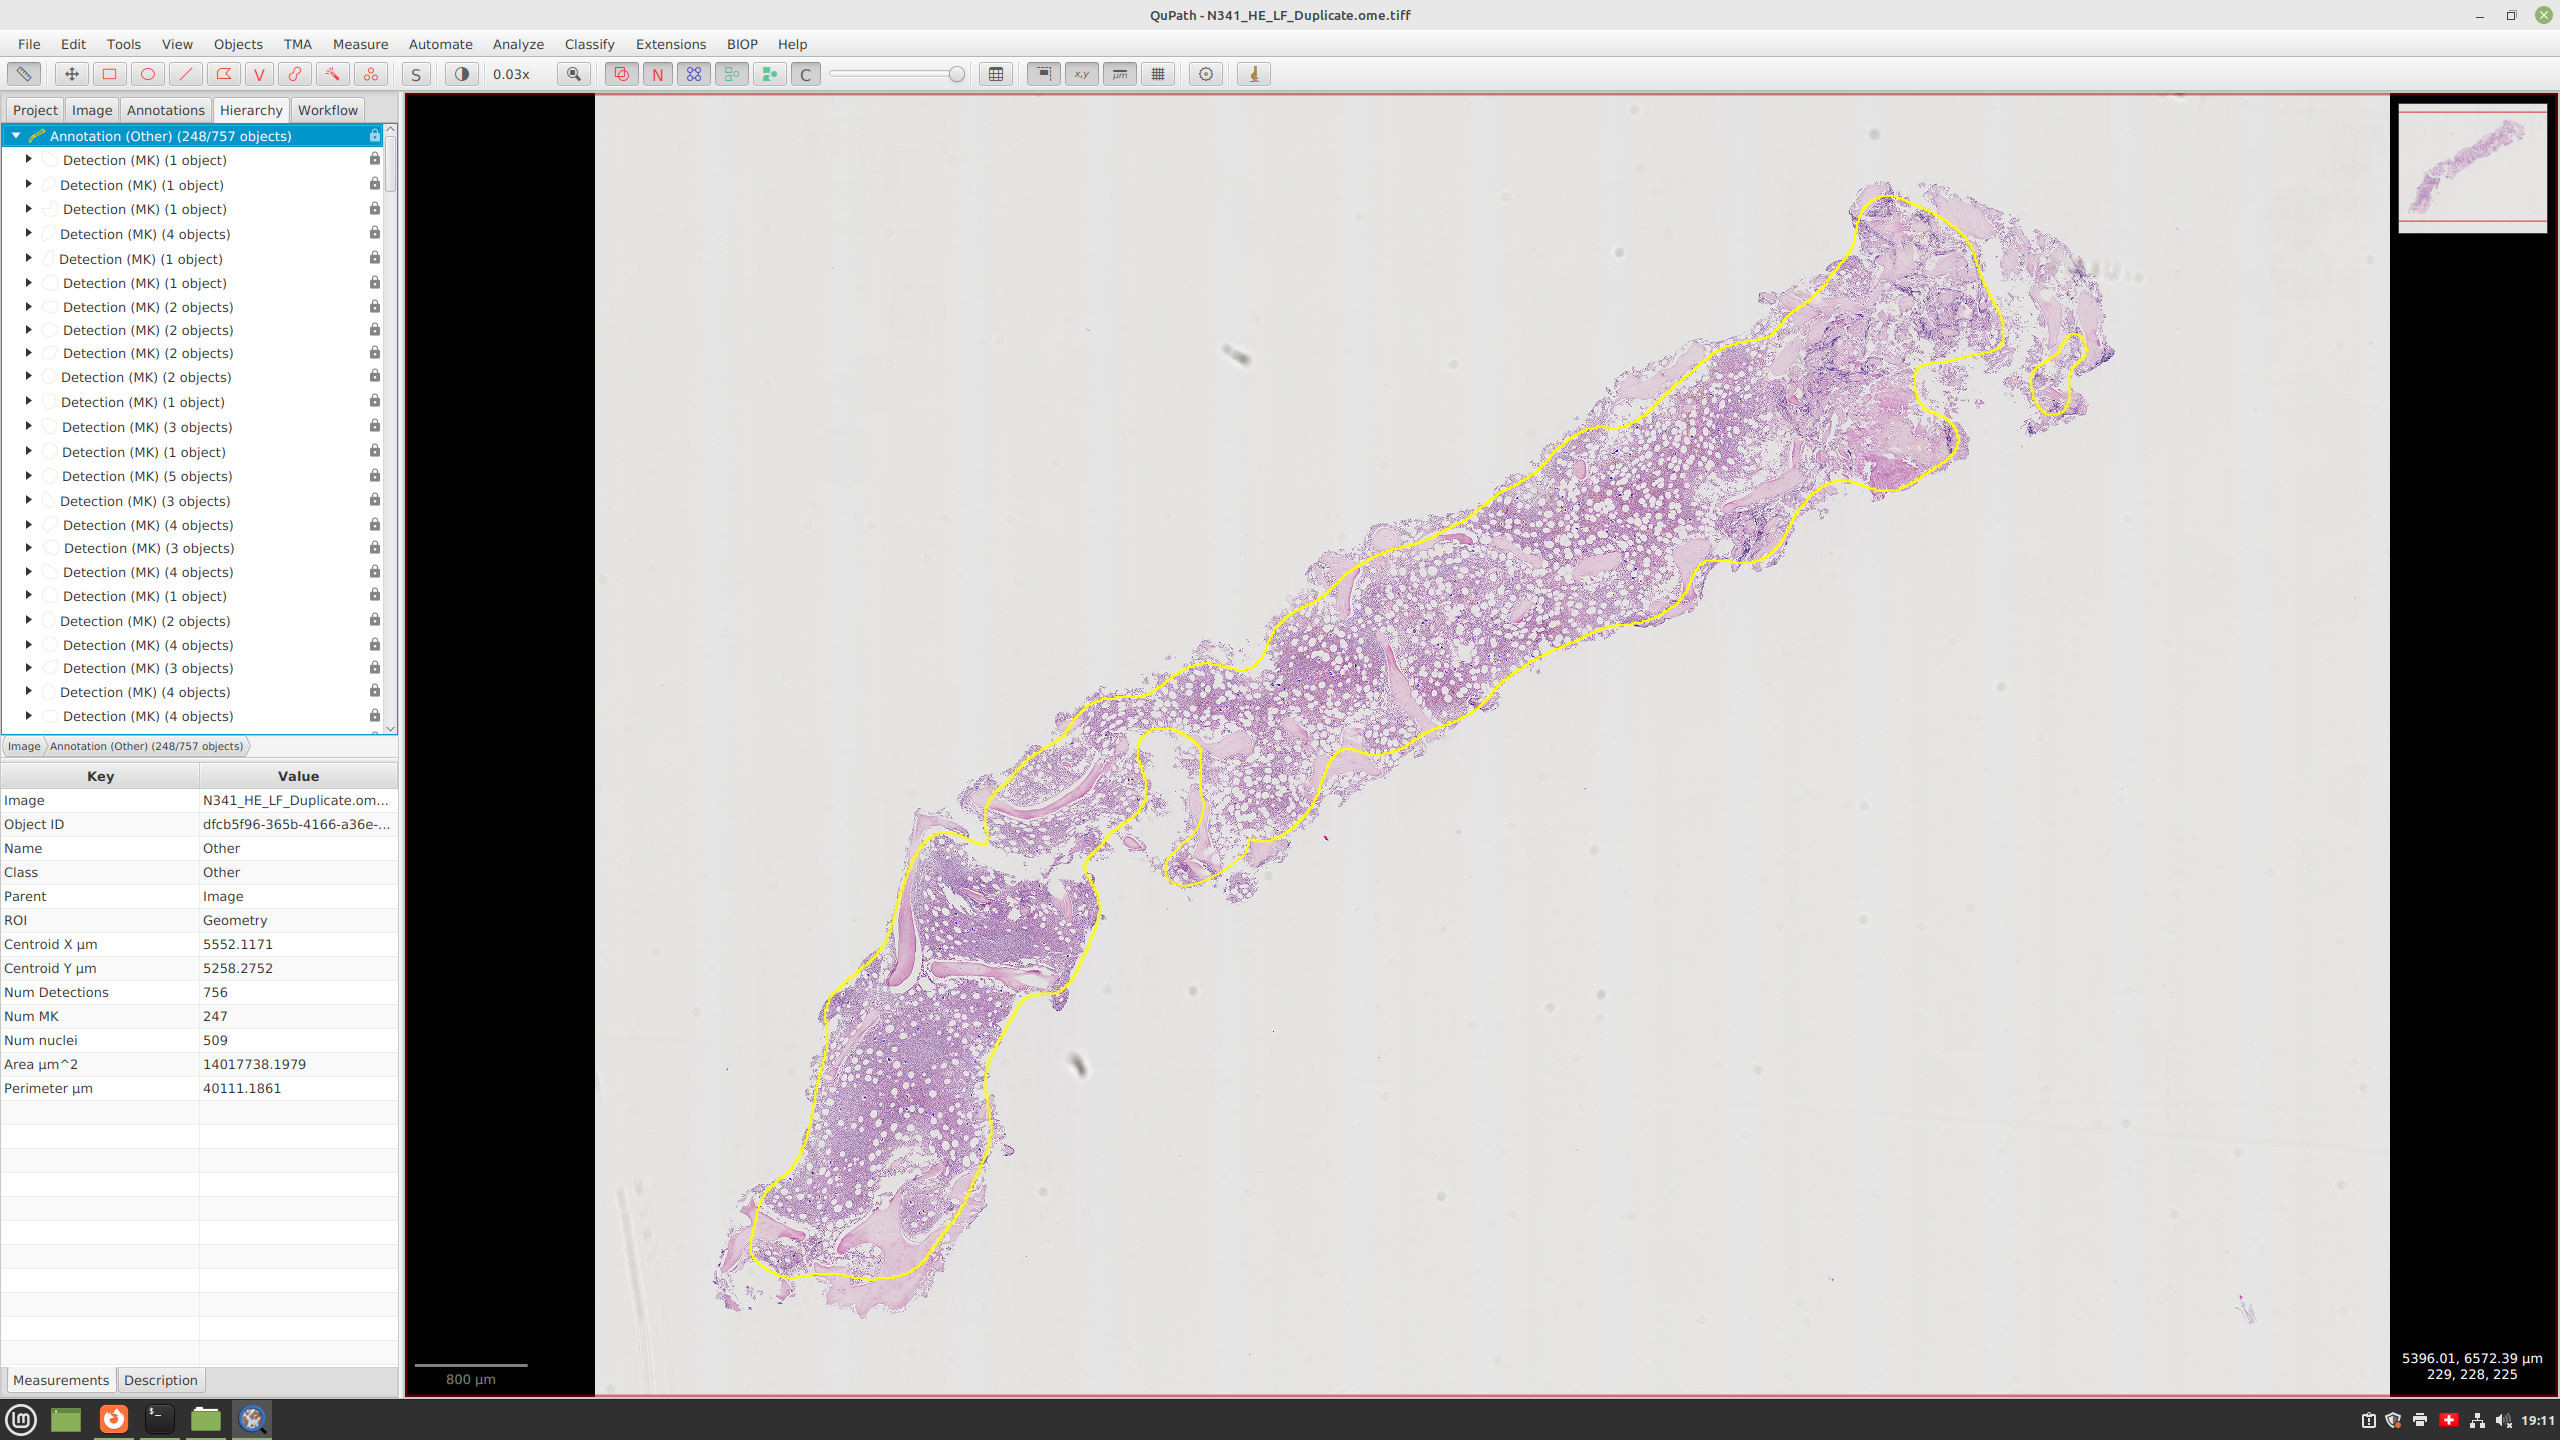 QuPath - N341_HE_LF_Duplicate.ome.tiff
File Edit Tools View Objects TMA Measure Automate Analyze Classify Extensions BIOP Help
V S 0.03x N C x,y µm
Project Image Annotations Hierarchy Workflow
Annotation (Other) (248/757 objects)
Detection (MK) (1 object)
Detection (MK) (1 object)
Detection (MK) (1 object)
Detection (MK) (4 objects)
Detection (MK) (1 object)
Detection (MK) (1 object)
Detection (MK) (2 objects)
Detection (MK) (2 objects)
Detection (MK) (2 objects)
Detection (MK) (2 objects)
Detection (MK) (1 object)
Detection (MK) (3 objects)
Detection (MK) (1 object)
Detection (MK) (5 objects)
Detection (MK) (3 objects)
Detection (MK) (4 objects)
Detection (MK) (3 objects)
Detection (MK) (4 objects)
Detection (MK) (1 object)
Detection (MK) (2 objects)
Detection (MK) (4 objects)
Detection (MK) (3 objects)
Detection (MK) (4 objects)
Detection (MK) (4 objects)
Image Annotation (Other) (248/757 objects)
Key Value
Image N341_HE_LF_Duplicate.om...
Object ID dfcb5f96-365b-4166-a36e-...
Name Other
Class Other
Parent Image
ROI Geometry
Centroid X µm 5552.1171
Centroid Y µm 5258.2752
Num Detections 756
Num MK 247
Num nuclei 509
Area µm^2 14017738.1979
Perimeter µm 40111.1861
Measurements Description
800 µm
5396.01, 6572.39 µm
229, 228, 225
19:11